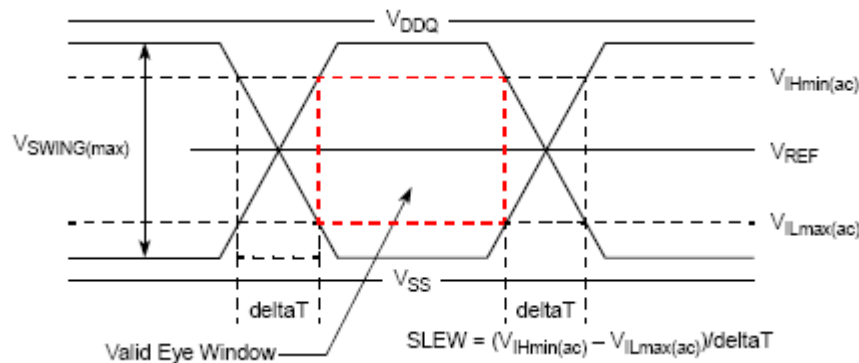 VDDQ
VIHmin(ac)
VSWING(max)
VREF
VILmax(ac)
VSS
deltaT
deltaT
Valid Eye Window
SLEW = (VIHmin(ac) – VILmax(ac))/deltaT